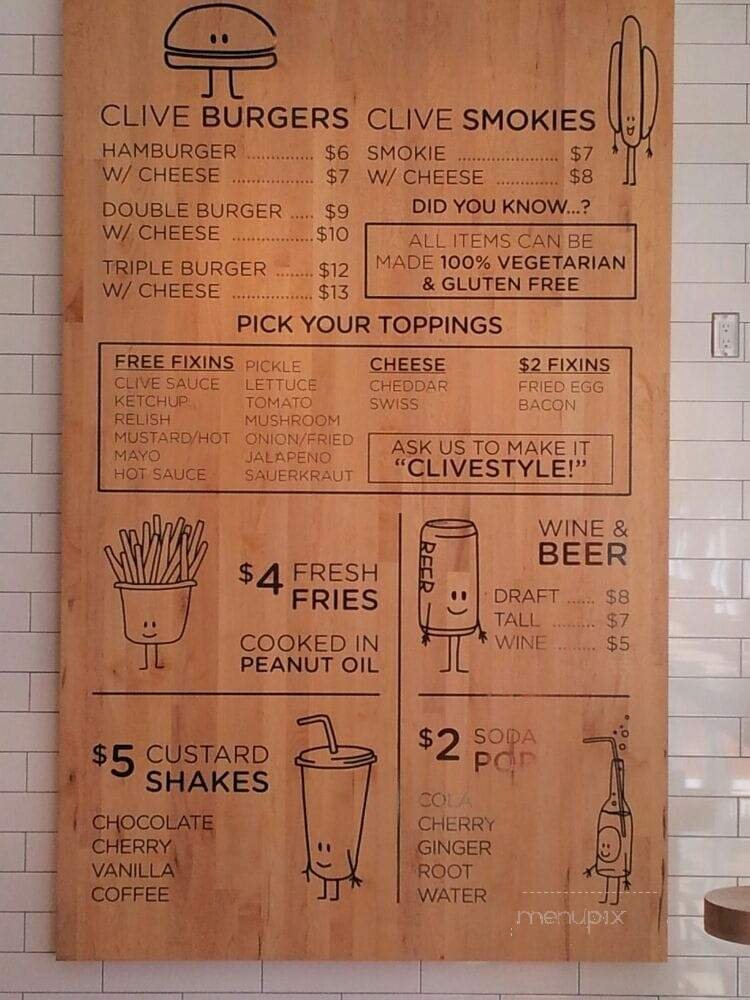 CLIVE BURGERS
HAMBURGER .............. $6
W/ CHEESE ................. $7
DOUBLE BURGER ..... $9
W/ CHEESE .................$10
TRIPLE BURGER ........ $12
W/ CHEESE ................. $13
CLIVE SMOKIES
SMOKIE ..................... $7
W/ CHEESE ............... $8
DID YOU KNOW...?
ALL ITEMS CAN BE
MADE 100% VEGETARIAN
& GLUTEN FREE
PICK YOUR TOPPINGS
FREE FIXINS
CLIVE SAUCE
KETCHUP
RELISH
MUSTARD/HOT
MAYO
HOT SAUCE
PICKLE
LETTUCE
TOMATO
MUSHROOM
ONION/FRIED
JALAPENO
SAUERKRAUT
CHEESE
CHEDDAR
SWISS
$2 FIXINS
FRIED EGG
BACON
ASK US TO MAKE IT
“CLIVESTYLE!”
$4 FRESH
FRIES
COOKED IN
PEANUT OIL
BEER
WINE &
BEER
DRAFT ...... $8
TALL ......... $7
WINE ........ $5
$5 CUSTARD
SHAKES
CHOCOLATE
CHERRY
VANILLA
COFFEE
$2 SODA
POP
COLA
CHERRY
GINGER
ROOT
WATER
menupix